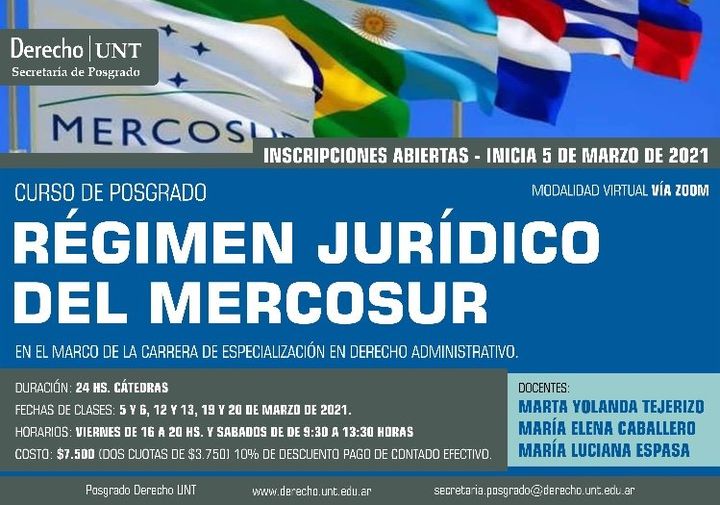 Derecho | UNT
Secretaría de Posgrado
MERCOSUR
INSCRIPCIONES ABIERTAS - INICIA 5 DE MARZO DE 2021
CURSO DE POSGRADO
MODALIDAD VIRTUAL VÍA ZOOM
RÉGIMEN JURÍDICO
DEL MERCOSUR
EN EL MARCO DE LA CARRERA DE ESPECIALIZACIÓN EN DERECHO ADMINISTRATIVO.
DURACIÓN: 24 HS. CÁTEDRAS
FECHAS DE CLASES: 5 Y 6, 12 Y 13, 19 Y 20 DE MARZO DE 2021.
HORARIOS: VIERNES DE 16 A 20 HS. Y SABADOS DE DE 9:30 A 13:30 HORAS
COSTO: $7.500 (DOS CUOTAS DE $3.750) 10% DE DESCUENTO PAGO DE CONTADO EFECTIVO.
DOCENTES:
MARTA YOLANDA TEJERIZO
MARÍA ELENA CABALLERO
MARÍA LUCIANA ESPASA
Posgrado Derecho UNT
www.derecho.unt.edu.ar
secretaria.posgrado@derecho.unt.edu.ar